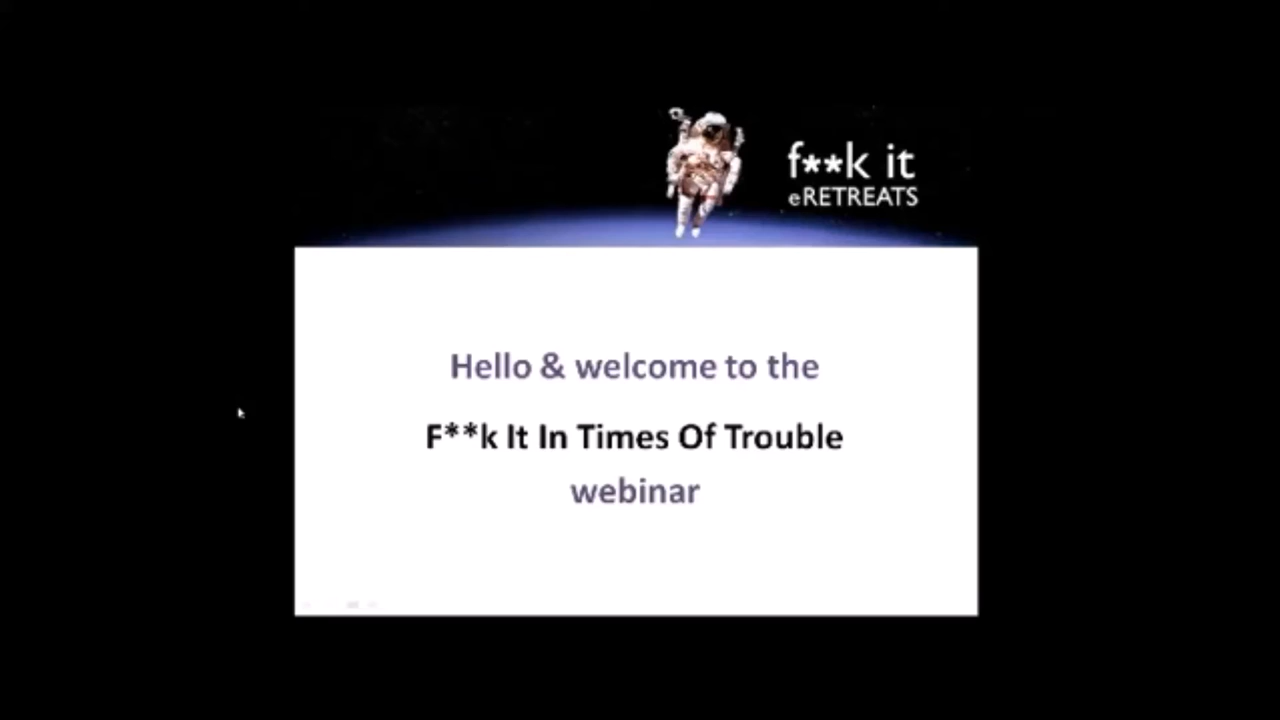 f**k it
eRETREATS
Hello & welcome to the
F**k It In Times Of Trouble
webinar